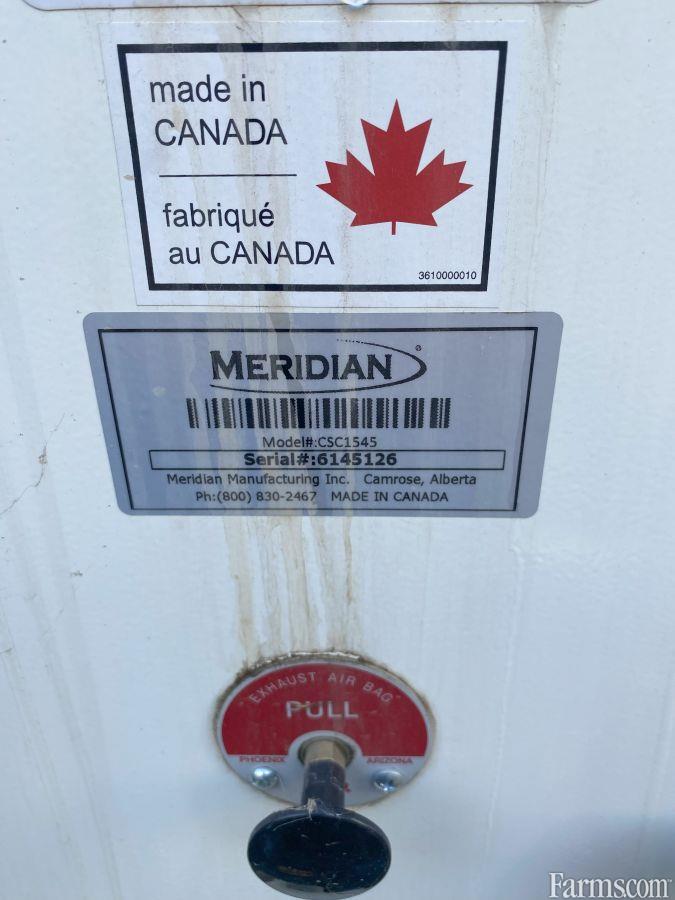 made in
CANADA
fabriqué
au CANADA
3610000010
MERIDIAN ®
Model#:CSC1545
Serial#:6145126
Meridian Manufacturing Inc. Camrose, Alberta
Ph:(800) 830-2467 MADE IN CANADA
EXHAUST AIR BAG
PULL
PHOENIX ARIZONA
Farms.com